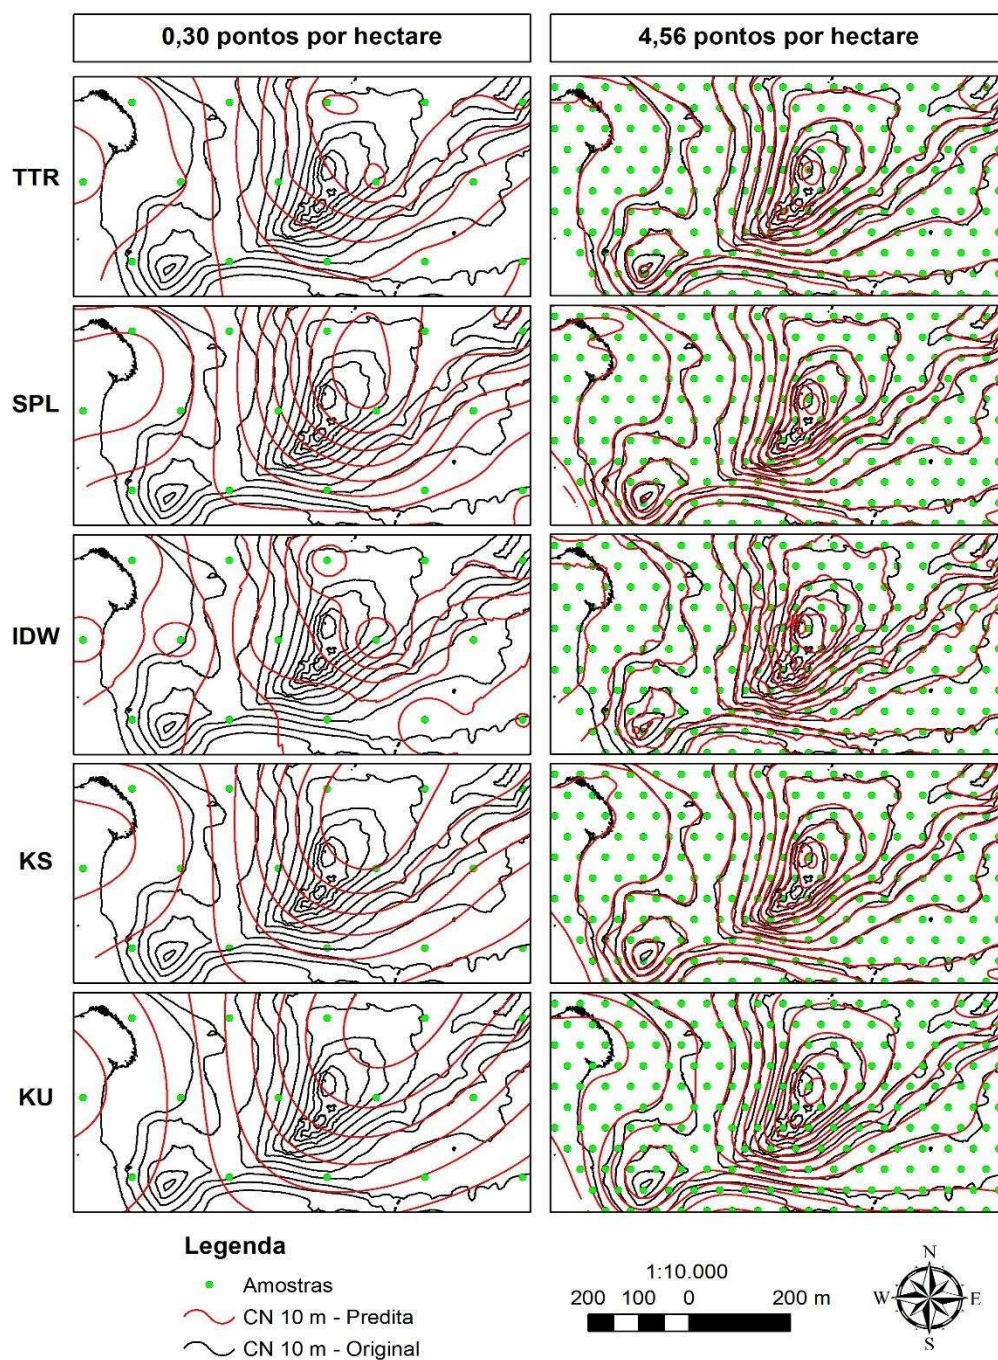 0,30 pontos por hectare
4,56 pontos por hectare
TTR
SPL
IDW
KS
KU
Legenda
Amostras
CN 10 m - Predita
CN 10 m - Original
1:10.000
200 100 0 200 m
N
W E
S